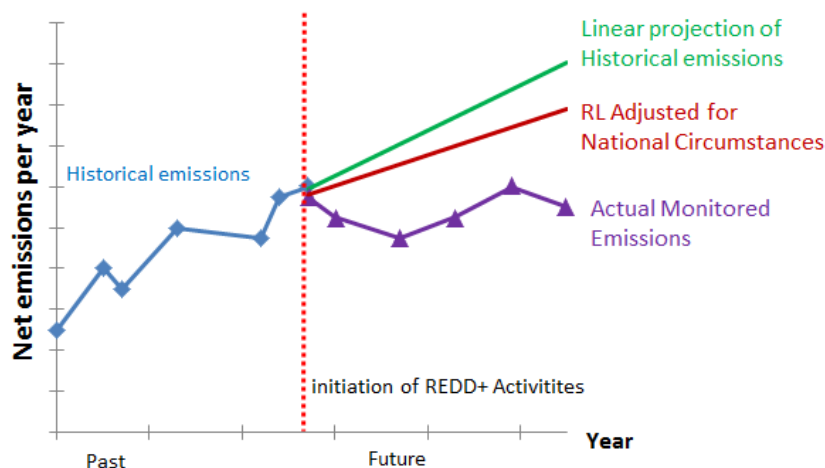 Linear projection of
Historical emissions
RL Adjusted for
National Circumstances
Historical emissions
Actual Monitored
Emissions
Net emissions per year
initiation of REDD+ Activitites
Year
Past
Future